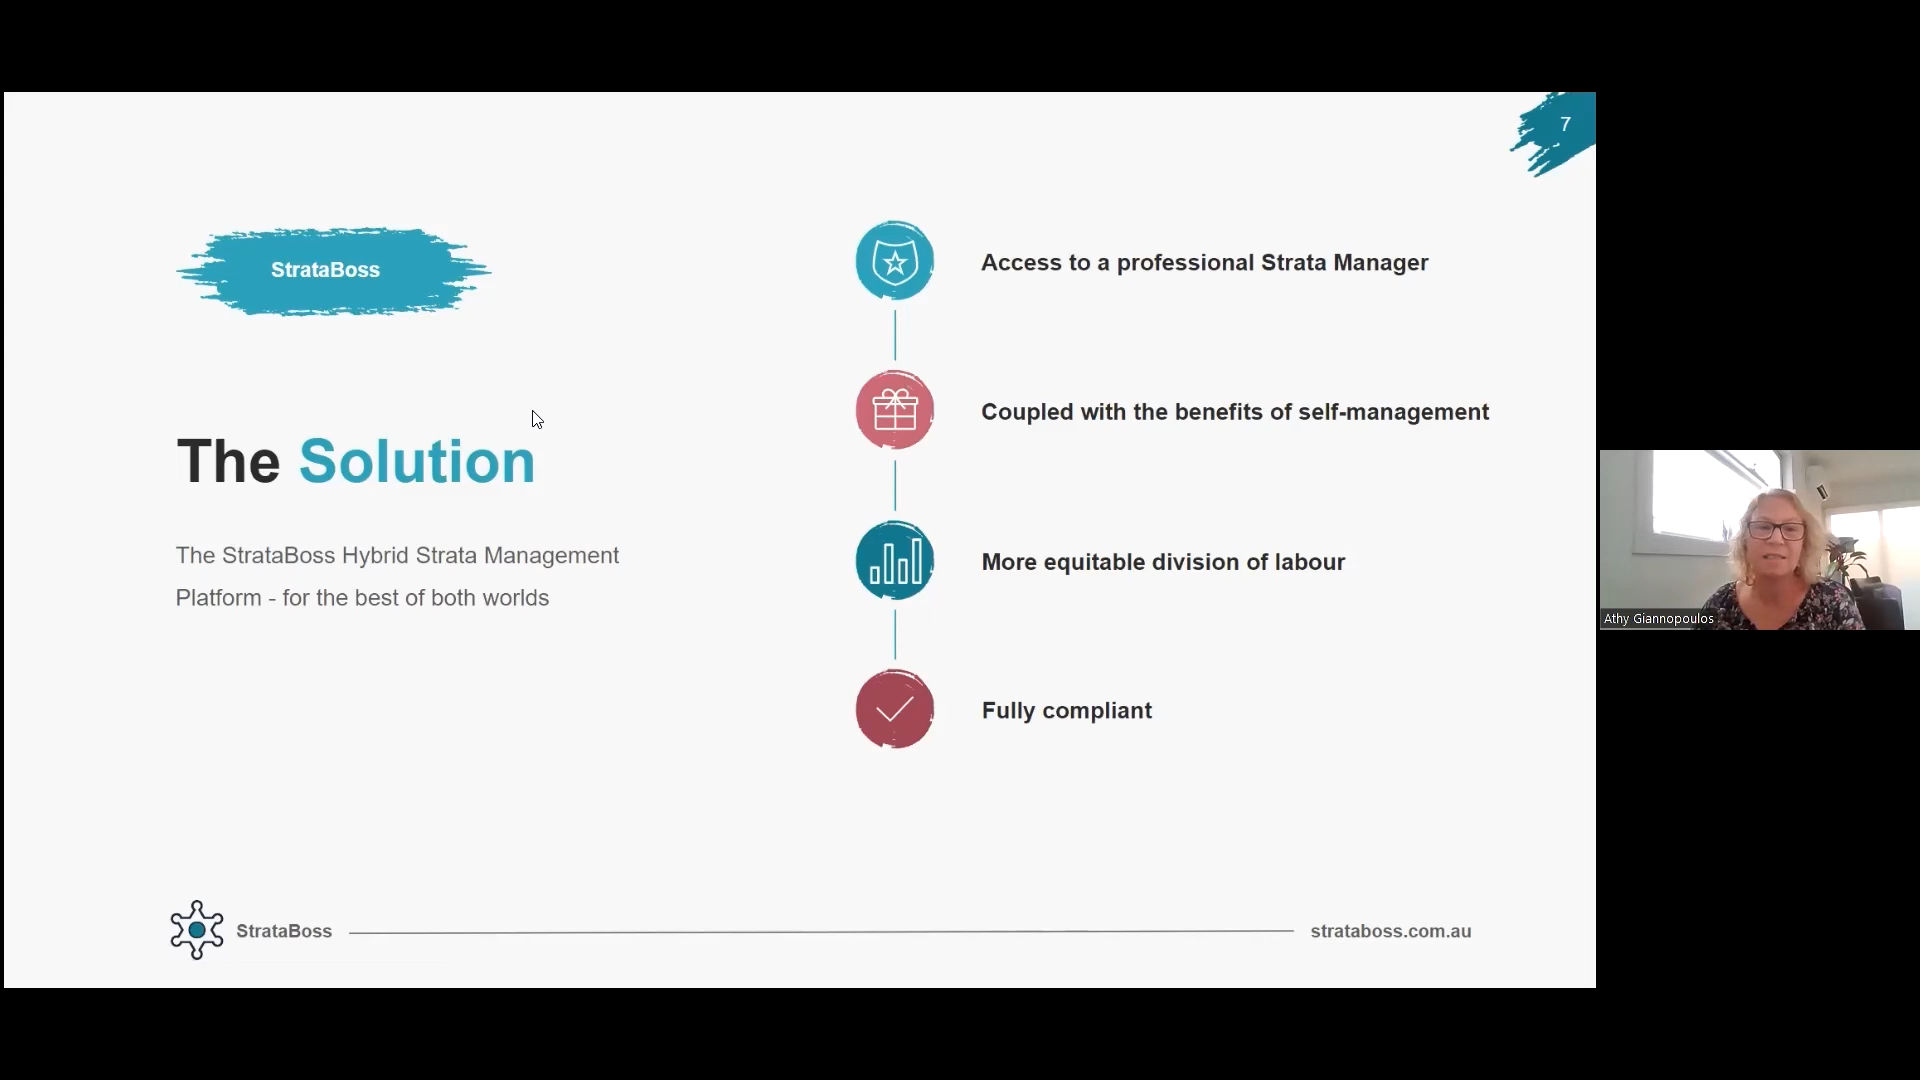 7
StrataBoss
The Solution
The StrataBoss Hybrid Strata Management
Platform - for the best of both worlds
Access to a professional Strata Manager
Coupled with the benefits of self-management
More equitable division of labour
Fully compliant
Athy Giannopoulos
StrataBoss
strataboss.com.au